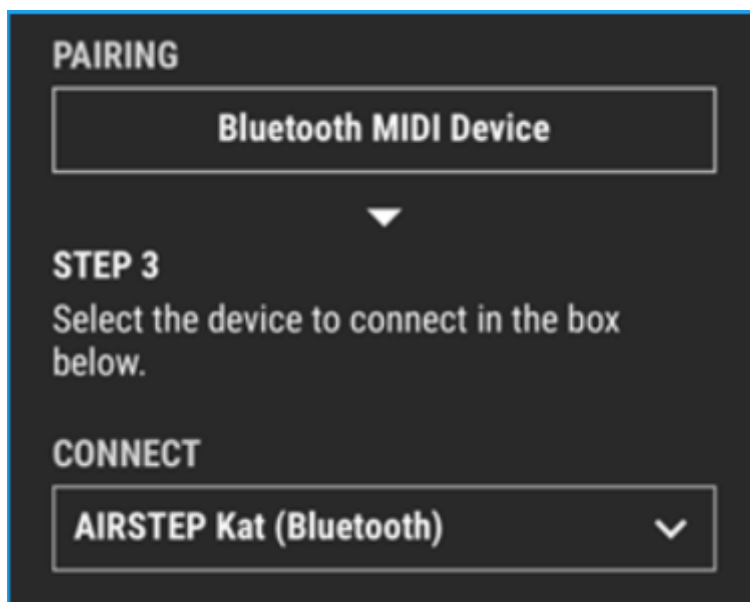 PAIRING
Bluetooth MIDI Device
STEP 3
Select the device to connect in the box
below.
CONNECT
AIRSTEP Kat (Bluetooth)